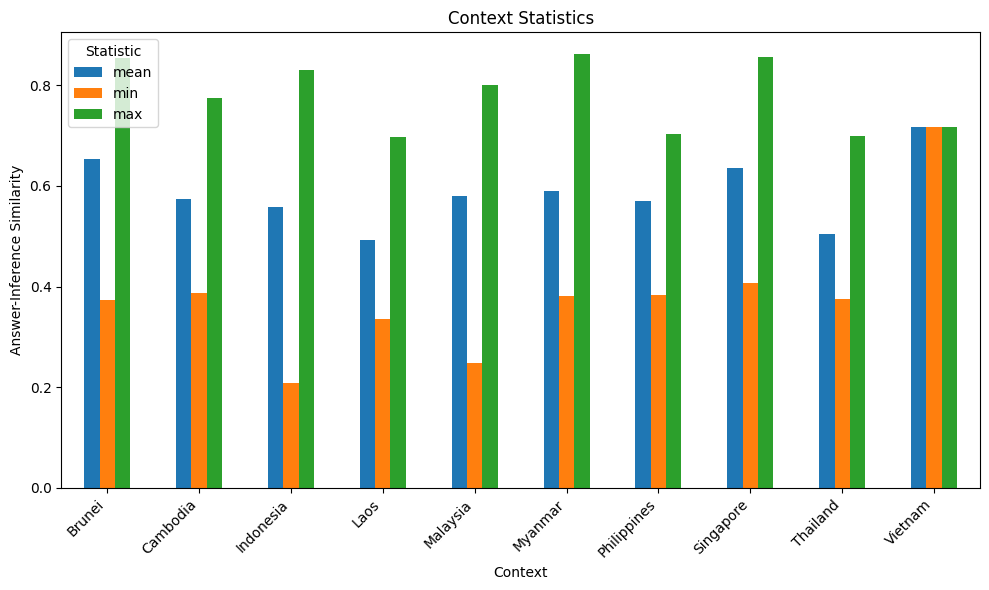 Context Statistics
Statistic
mean
min
max
Answer-Inference Similarity
0.8
0.6
0.4
0.2
0.0
Brunei
Cambodia
Indonesia
Laos
Malaysia
Myanmar
Philippines
Singapore
Thailand
Vietnam
Context